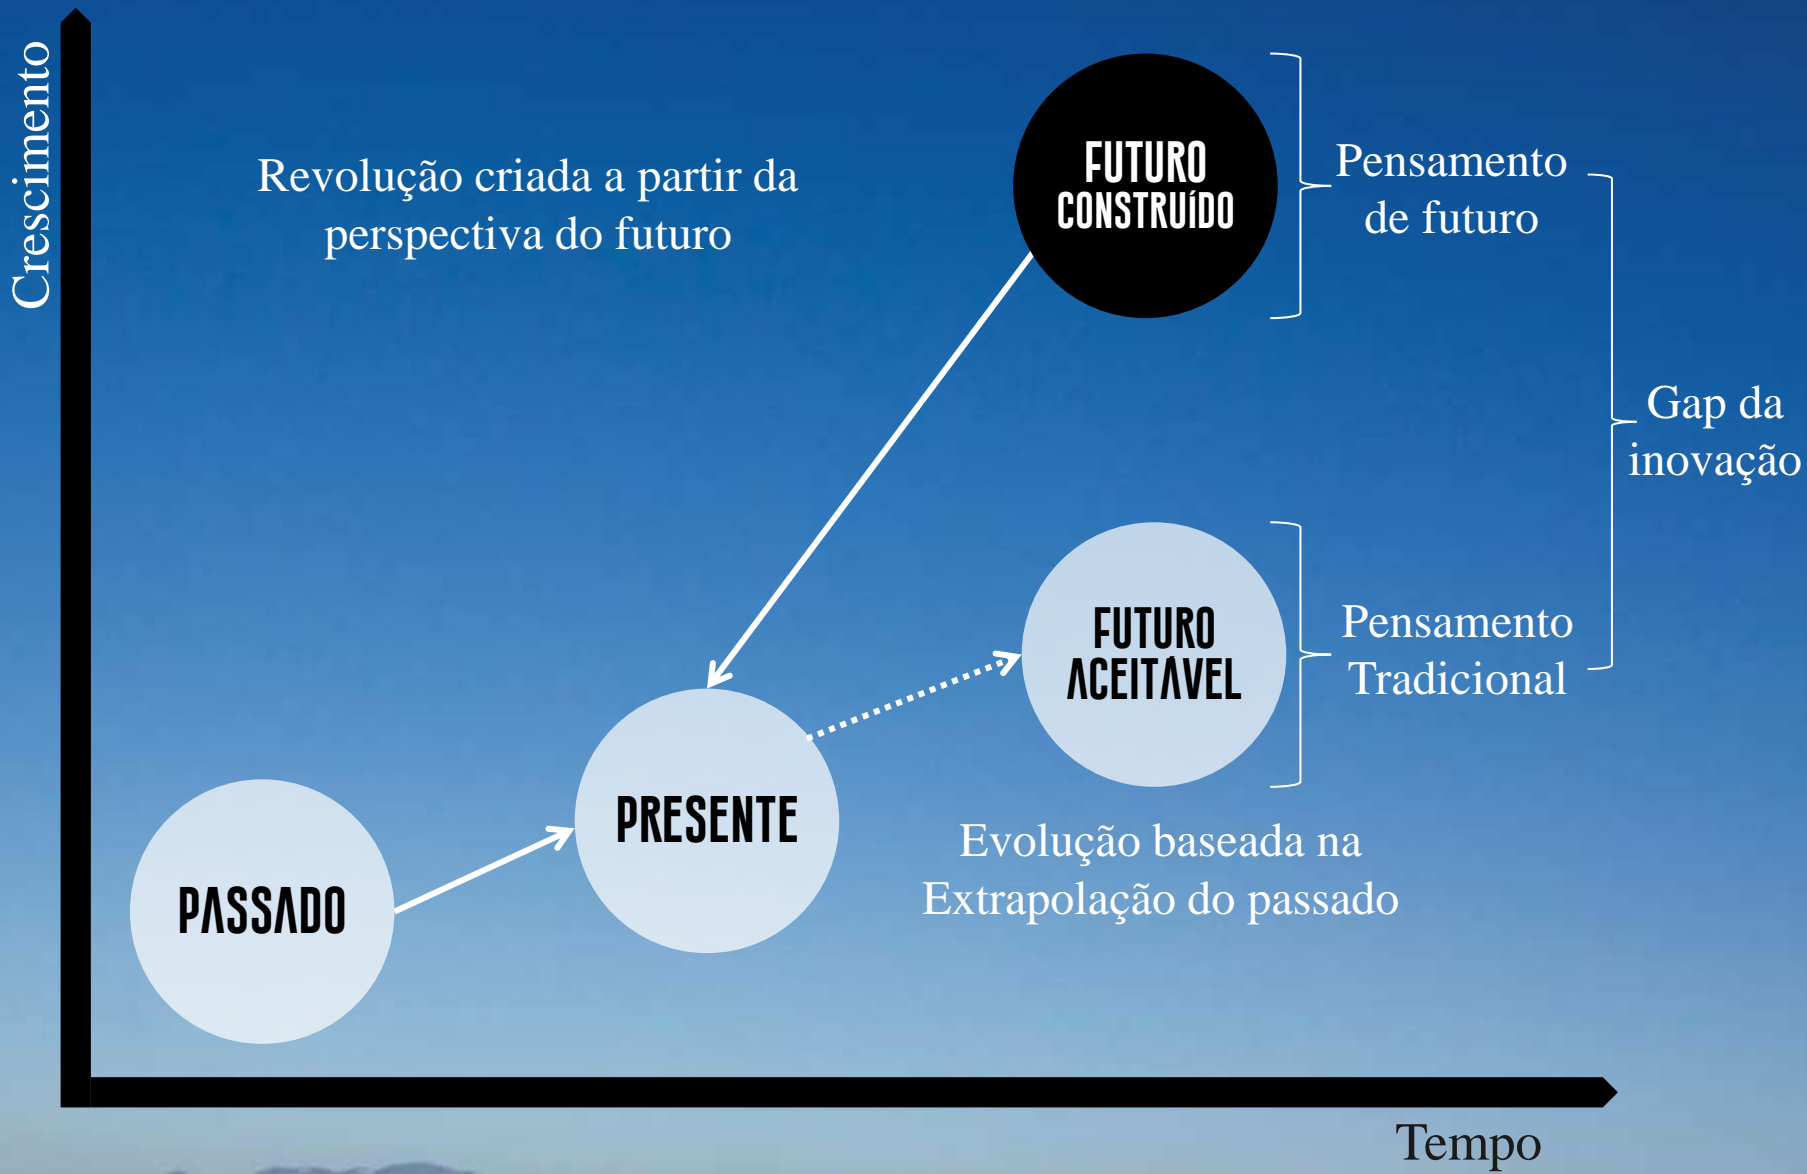 Crescimento
Revolução criada a partir da
perspectiva do futuro
FUTURO
CONSTRUÍDO
Pensamento
de futuro
Gap da
inovação
FUTURO
ACEITÁVEL
Pensamento
Tradicional
PRESENTE
Evolução baseada na
Extrapolação do passado
PASSADO
Tempo